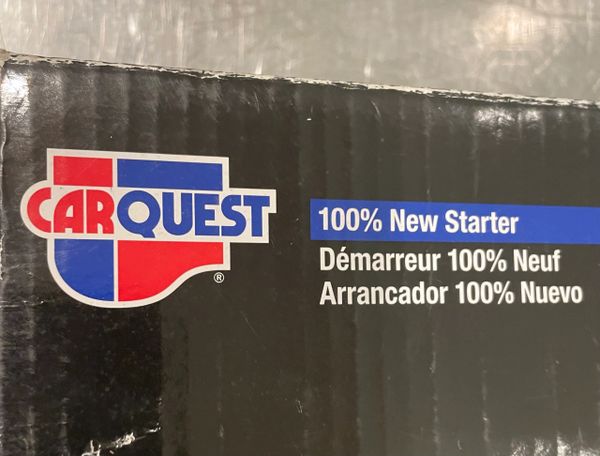 CARQUEST
®
100% New Starter
Démarreur 100% Neuf
Arrancador 100% Nuevo